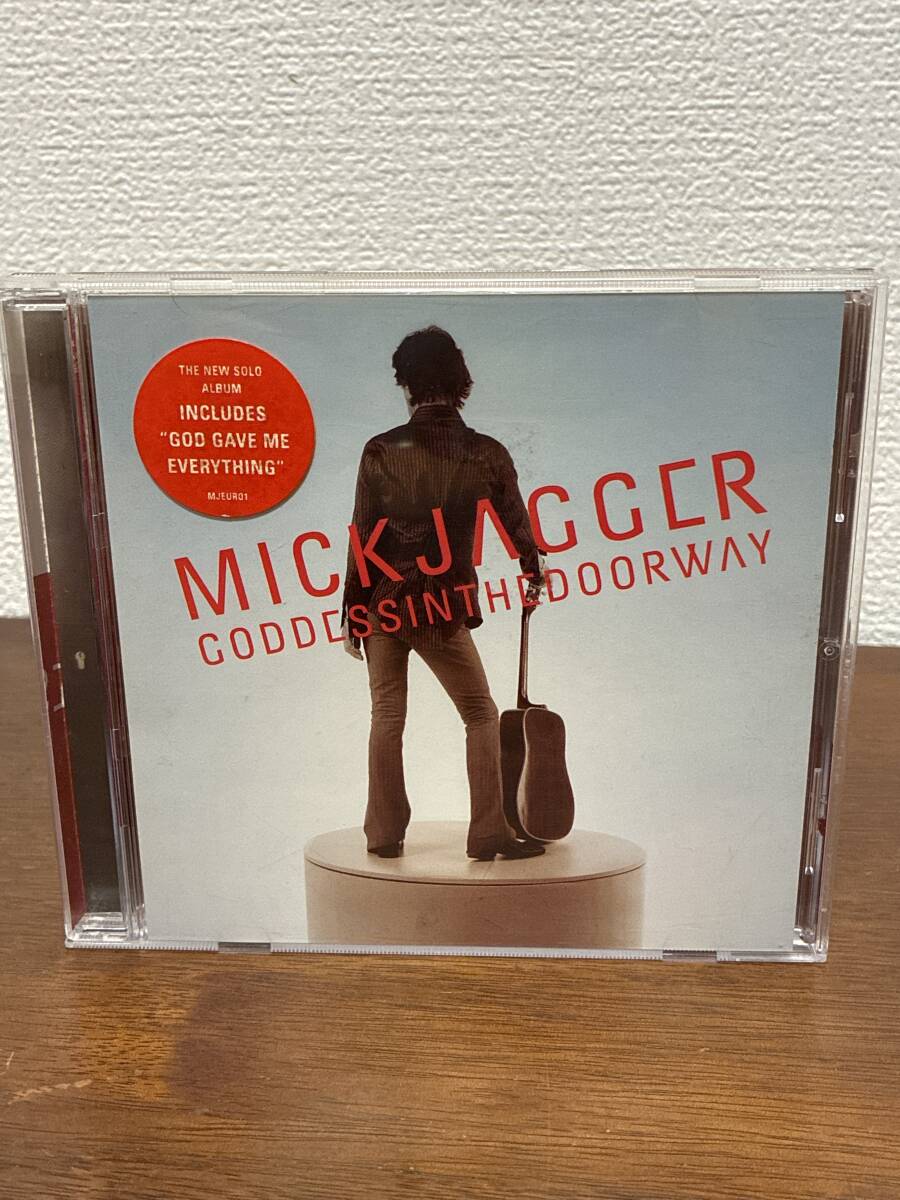 THE NEW SOLO
ALBUM
INCLUDES
"GOD GAVE ME
EVERYTHING"
MJEUR01
MICKJAGGER
GODDESSINTHEDOORWAY